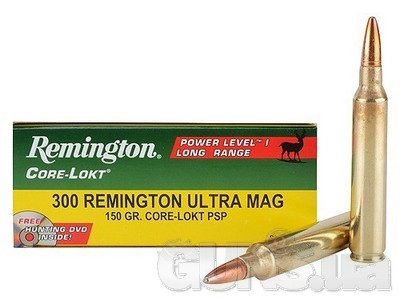 Remington®
POWER LEVEL™ I
LONG RANGE
CORE-LOKT®
300 REMINGTON ULTRA MAG
150 GR. CORE-LOKT PSP
FREE
HUNTING DVD
INSIDE!
Guns.ua